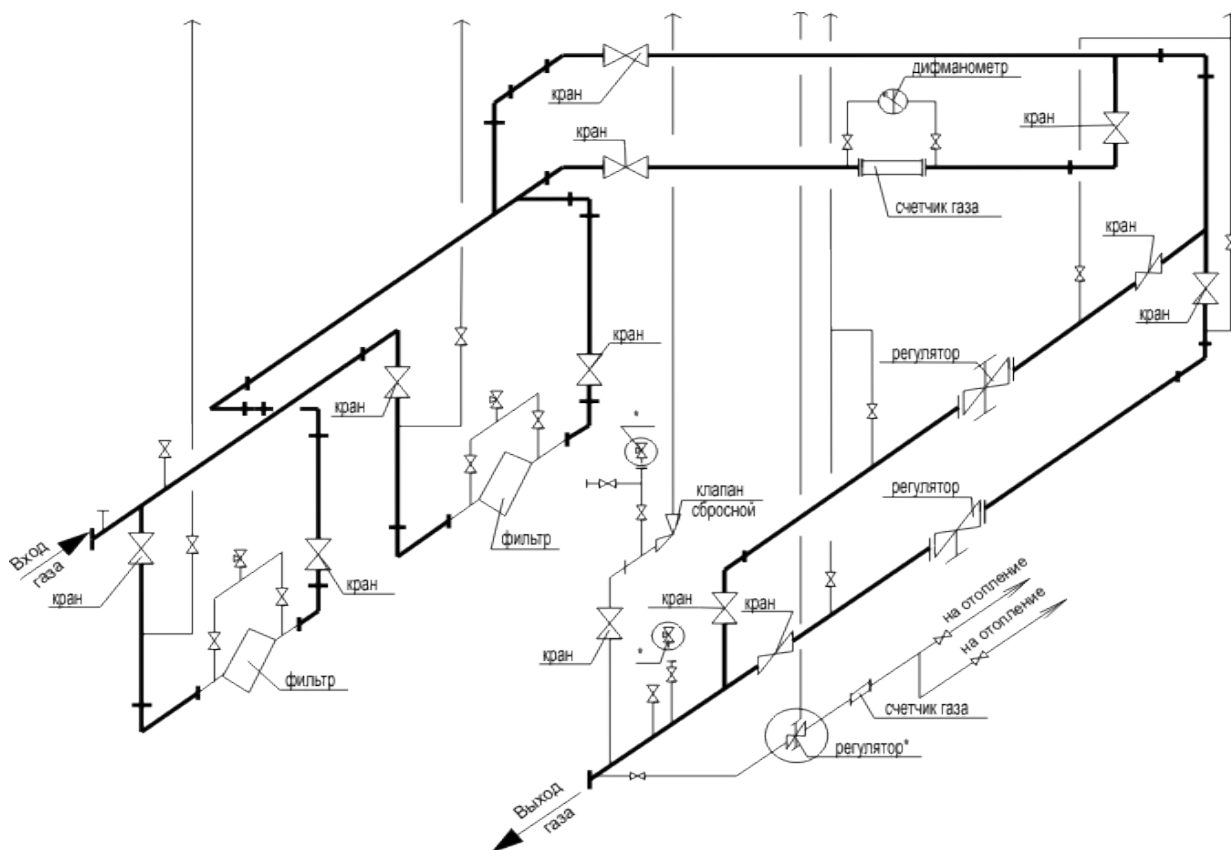 кран
дифманометр
кран
кран
счетчик газа
кран
кран
кран
регулятор
кран
*
клапан
сбросной
регулятор
фильтр
Вход
газа
кран
кран
кран
кран
на отопление
на отопление
*
кран
фильтр
счетчик газа
регулятор*
Выход
газа